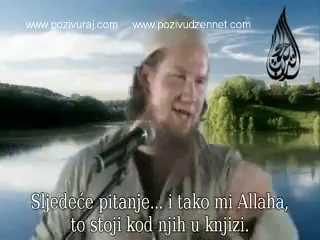 www.pozivuraj.com www.pozivudzennet.com
Sljedeće pitanje... i tako mi Allaha,
to stoji kod njih u knjizi.